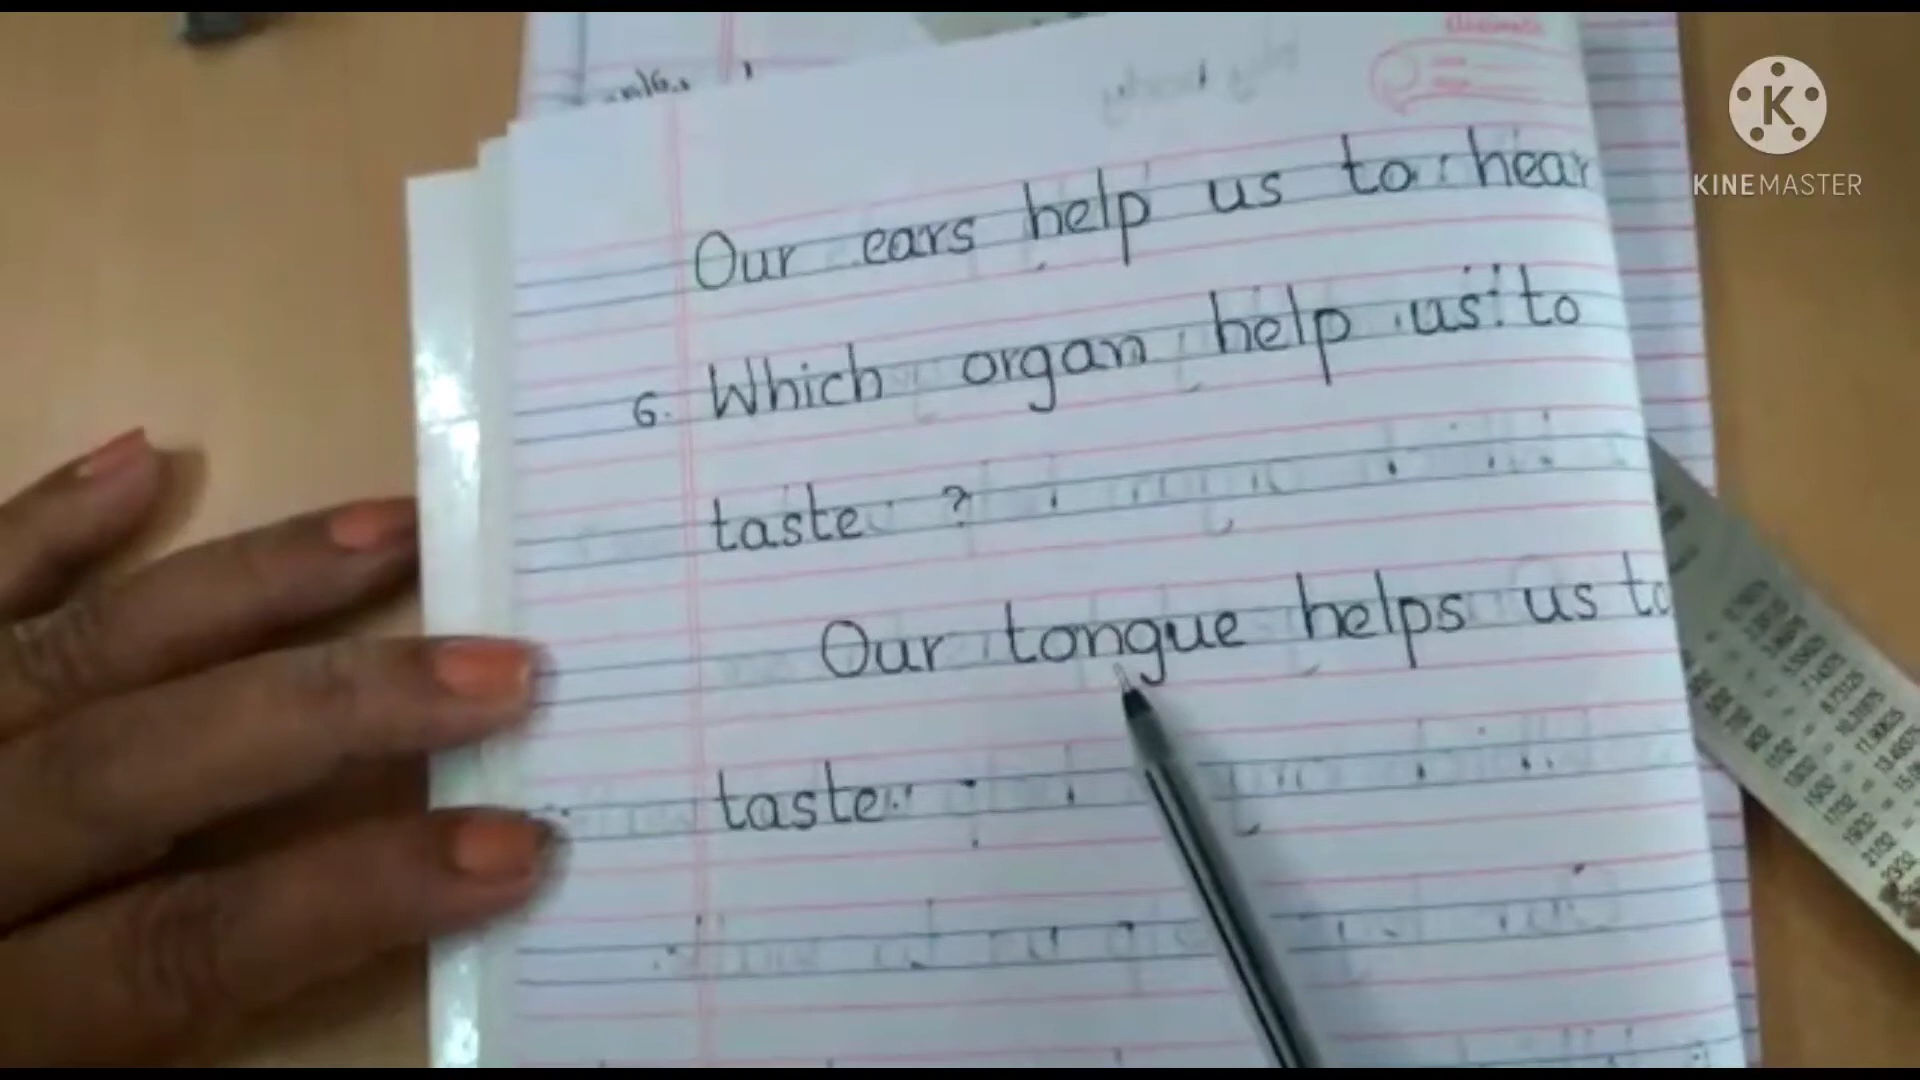 Our ears help us to hear
6. Which organ help us to
taste ?
Our tongue helps us to
taste.
KINEMASTER